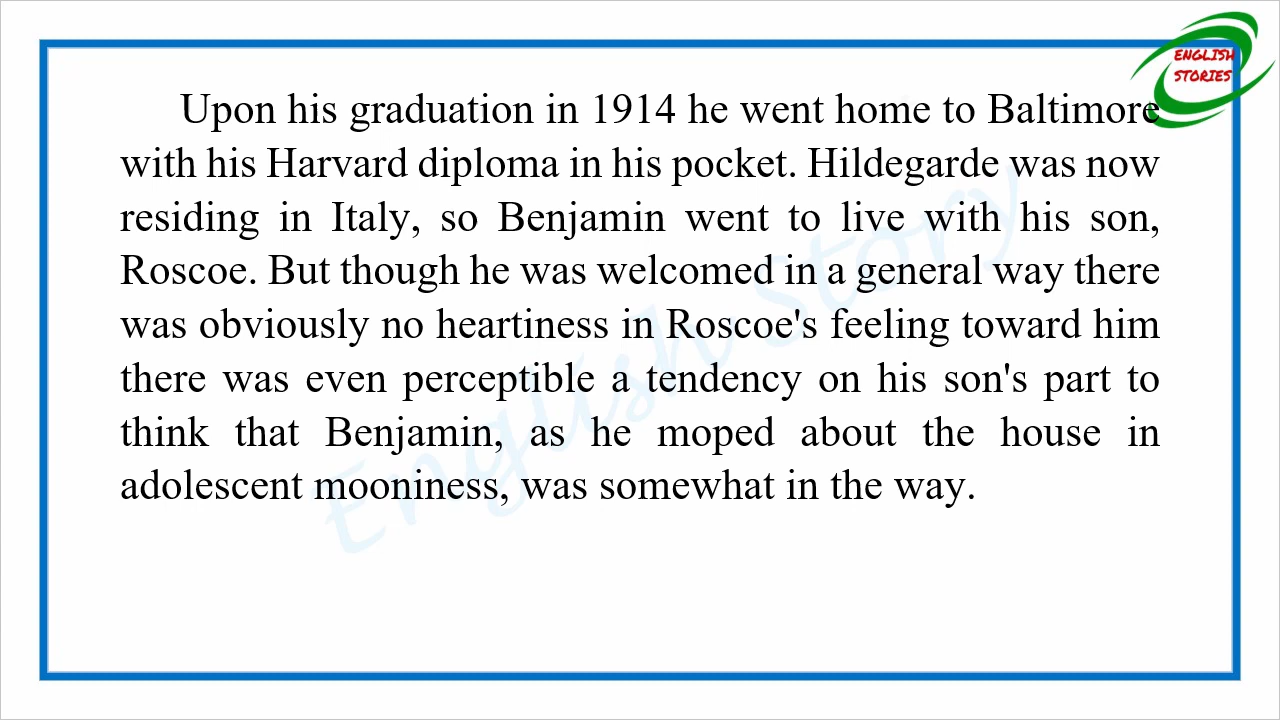 ENGLISH
STORIES
Upon his graduation in 1914 he went home to Baltimore
with his Harvard diploma in his pocket. Hildegarde was now
residing in Italy, so Benjamin went to live with his son,
Roscoe. But though he was welcomed in a general way there
was obviously no heartiness in Roscoe's feeling toward him
there was even perceptible a tendency on his son's part to
think that Benjamin, as he moped about the house in
adolescent mooniness, was somewhat in the way.
English Story